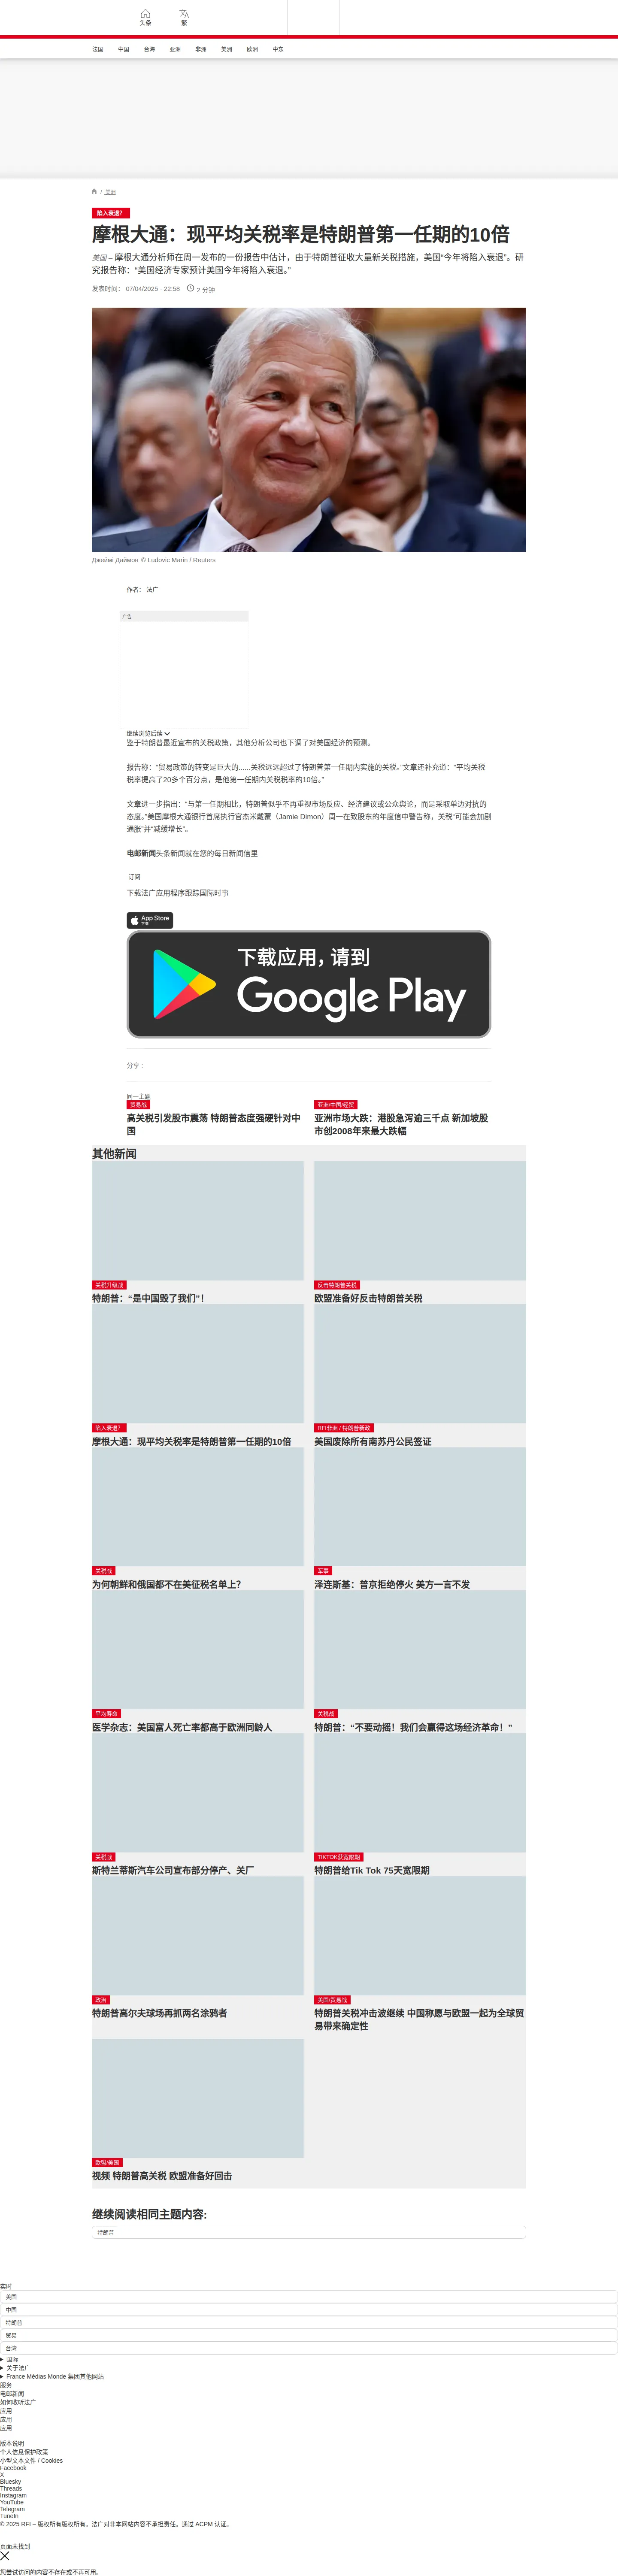 头条
繁
法国 中国 台海 亚洲 非洲 美洲 欧洲 中东
/ 美洲
陷入衰退？
摩根大通：现平均关税率是特朗普第一任期的10倍
美国 – 摩根大通分析师在周一发布的一份报告中估计，由于特朗普征收大量新关税措施，美国“今年将陷入衰退”。研
究报告称：“美国经济专家预计美国今年将陷入衰退。”
发表时间： 07/04/2025 - 22:58 2 分钟
Джеймі Даймон © Ludovic Marin / Reuters
作者： 法广
广告
继续浏览后续
鉴于特朗普最近宣布的关税政策，其他分析公司也下调了对美国经济的预测。
报告称：“贸易政策的转变是巨大的......关税远远超过了特朗普第一任期内实施的关税。”文章还补充道：“平均关税
税率提高了20多个百分点，是他第一任期内关税税率的10倍。”
文章进一步指出：“与第一任期相比，特朗普似乎不再重视市场反应、经济建议或公众舆论，而是采取单边对抗的
态度。”美国摩根大通银行首席执行官杰米戴蒙（Jamie Dimon）周一在致股东的年度信中警告称，关税“可能会加剧
通胀”并“减缓增长”。
电邮新闻头条新闻就在您的每日新闻信里
订阅
下载法广应用程序跟踪国际时事
App Store
下载
下载应用，请到
Google Play
分享 :
同一主题
贸易战
高关税引发股市震荡 特朗普态度强硬针对中
国
亚洲/中国/经贸
亚洲市场大跌：港股急泻逾三千点 新加坡股
市创2008年来最大跌幅
其他新闻
关税升级战
特朗普：“是中国毁了我们”！
反击特朗普关税
欧盟准备好反击特朗普关税
陷入衰退？
摩根大通：现平均关税率是特朗普第一任期的10倍
RFI非洲 / 特朗普新政
美国废除所有南苏丹公民签证
关税战
为何朝鲜和俄国都不在美征税名单上？
军事
泽连斯基：普京拒绝停火 美方一言不发
平均寿命
医学杂志：美国富人死亡率都高于欧洲同龄人
关税战
特朗普：“不要动摇！我们会赢得这场经济革命！”
关税战
斯特兰蒂斯汽车公司宣布部分停产、关厂
TIKTOK获宽限期
特朗普给Tik Tok 75天宽限期
政治
特朗普高尔夫球场再抓两名涂鸦者
美国/贸易战
特朗普关税冲击波继续 中国称愿与欧盟一起为全球贸
易带来确定性
欧盟/美国
视频 特朗普高关税 欧盟准备好回击
继续阅读相同主题内容:
特朗普
实时
美国
中国
特朗普
贸易
台湾
国际
关于法广
France Médias Monde 集团其他网站
服务
电邮新闻
如何收听法广
应用
应用
应用
版本说明
个人信息保护政策
小型文本文件 / Cookies
Facebook
X
Bluesky
Threads
Instagram
YouTube
Telegram
TuneIn
© 2025 RFI – 版权所有版权所有。法广对非本网站内容不承担责任。通过 ACPM 认证。
页面未找到
您尝试访问的内容不存在或不再可用。